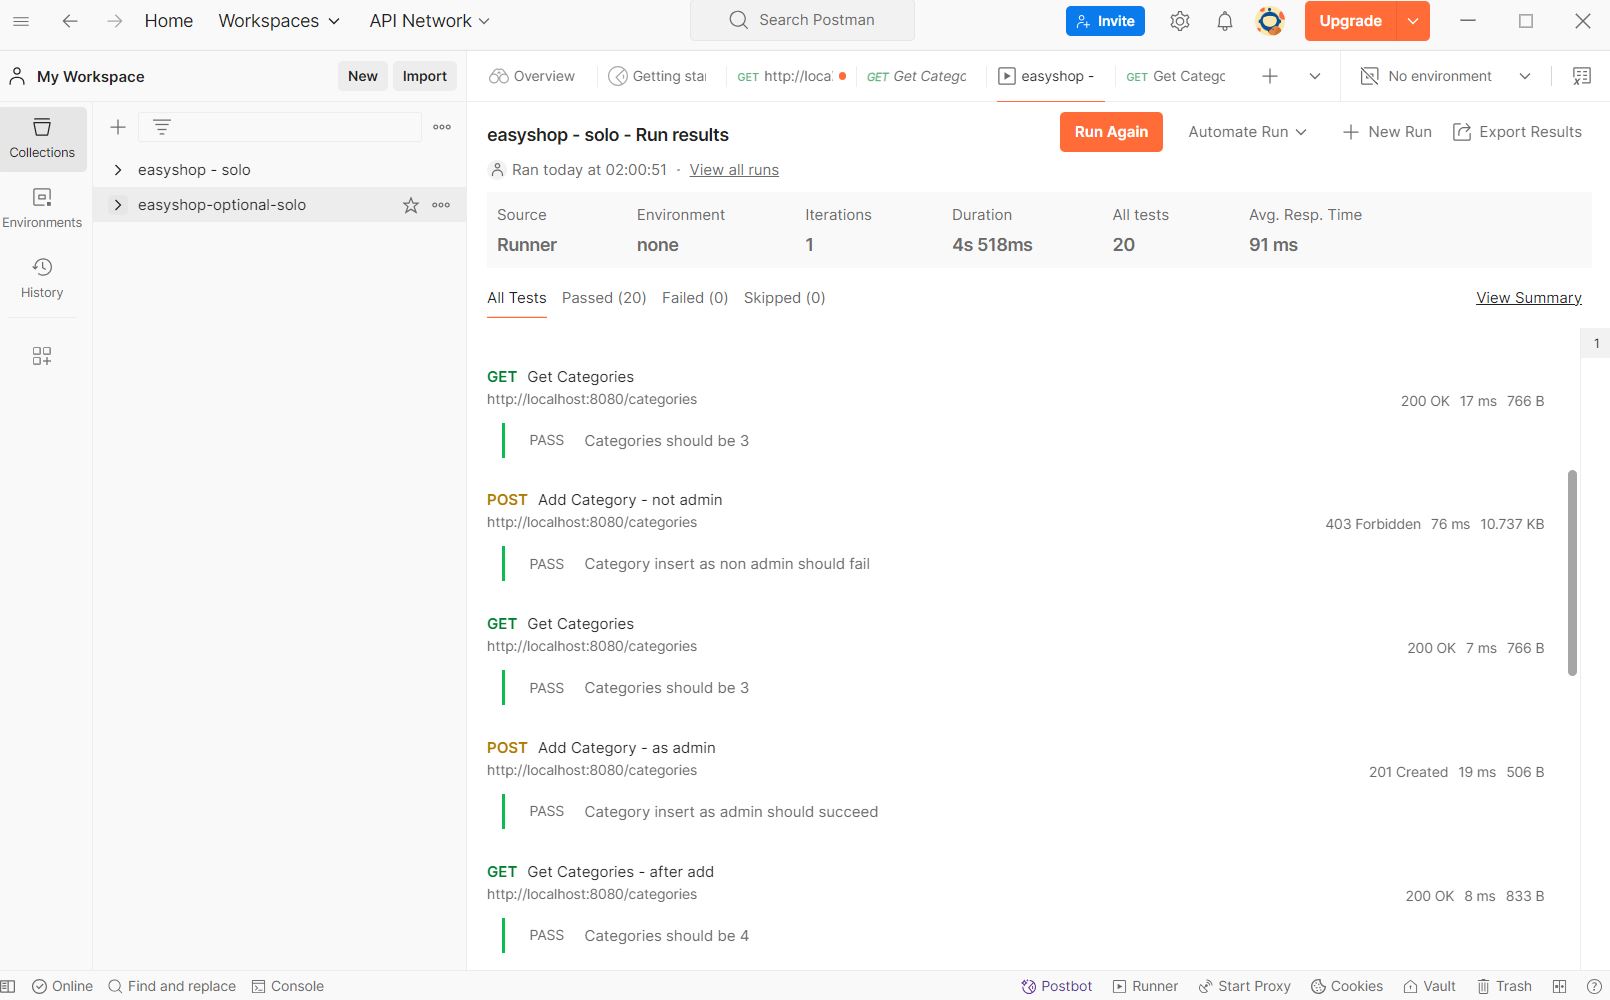 Home Workspaces API Network Search Postman Invite Upgrade
My Workspace New Import
Overview Getting star GET http://local GET Get Catego easyshop - GET Get Catego No environment
Collections
Environments
History
easyshop - solo
easyshop-optional-solo
easyshop - solo - Run results
Run Again Automate Run New Run Export Results
Ran today at 02:00:51 · View all runs
Source Environment Iterations Duration All tests Avg. Resp. Time
Runner none 1 4s 518ms 20 91 ms
All Tests Passed (20) Failed (0) Skipped (0) View Summary
1
GET Get Categories
http://localhost:8080/categories
200 OK 17 ms 766 B
PASS Categories should be 3
POST Add Category - not admin
http://localhost:8080/categories
403 Forbidden 76 ms 10.737 KB
PASS Category insert as non admin should fail
GET Get Categories
http://localhost:8080/categories
200 OK 7 ms 766 B
PASS Categories should be 3
POST Add Category - as admin
http://localhost:8080/categories
201 Created 19 ms 506 B
PASS Category insert as admin should succeed
GET Get Categories - after add
http://localhost:8080/categories
200 OK 8 ms 833 B
PASS Categories should be 4
Online Find and replace Console Postbot Runner Start Proxy Cookies Vault Trash